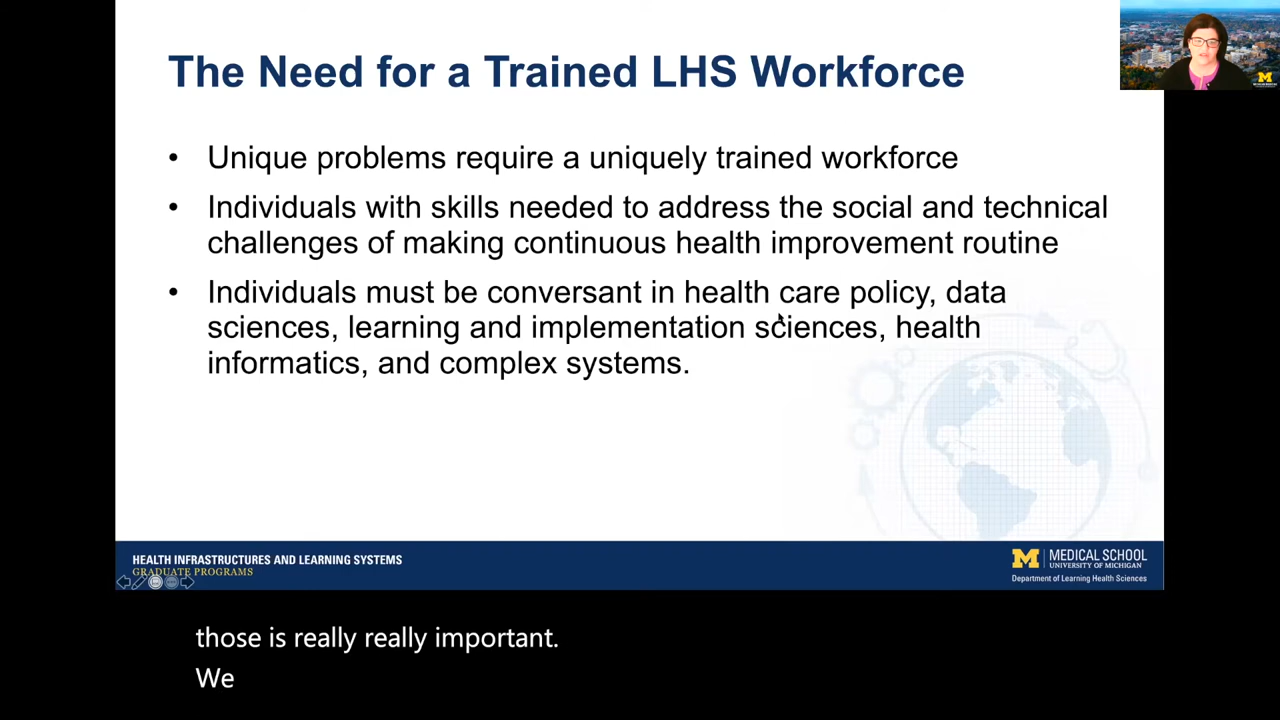 The Need for a Trained LHS Workforce
• Unique problems require a uniquely trained workforce
• Individuals with skills needed to address the social and technical
challenges of making continuous health improvement routine
• Individuals must be conversant in health care policy, data
sciences, learning and implementation sciences, health
informatics, and complex systems.
HEALTH INFRASTRUCTURES AND LEARNING SYSTEMS
GRADUATE PROGRAMS
M MEDICAL SCHOOL
UNIVERSITY OF MICHIGAN
Department of Learning Health Sciences
those is really really important.
We